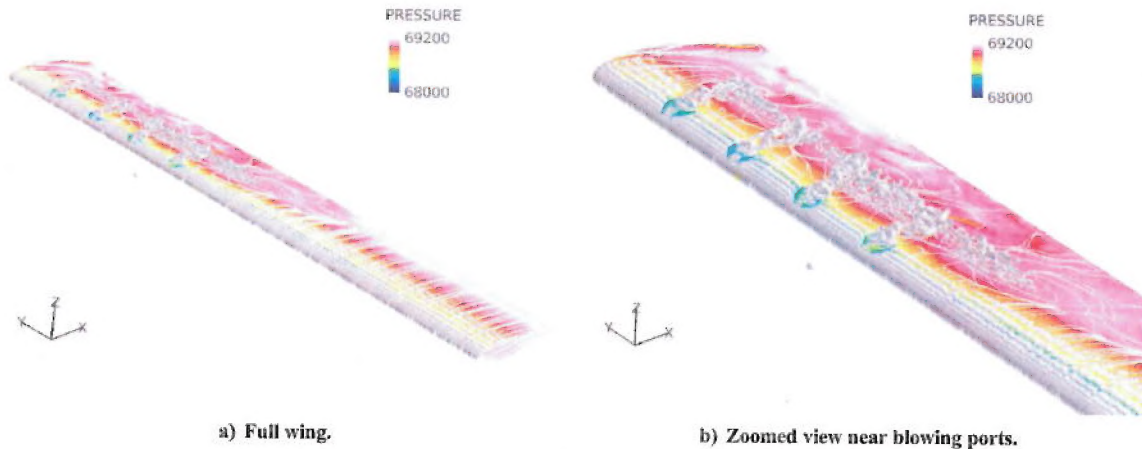 PRESSURE
69200
68000
Z
Y
X
a) Full wing.
PRESSURE
69200
68000
Z
Y
X
b) Zoomed view near blowing ports.